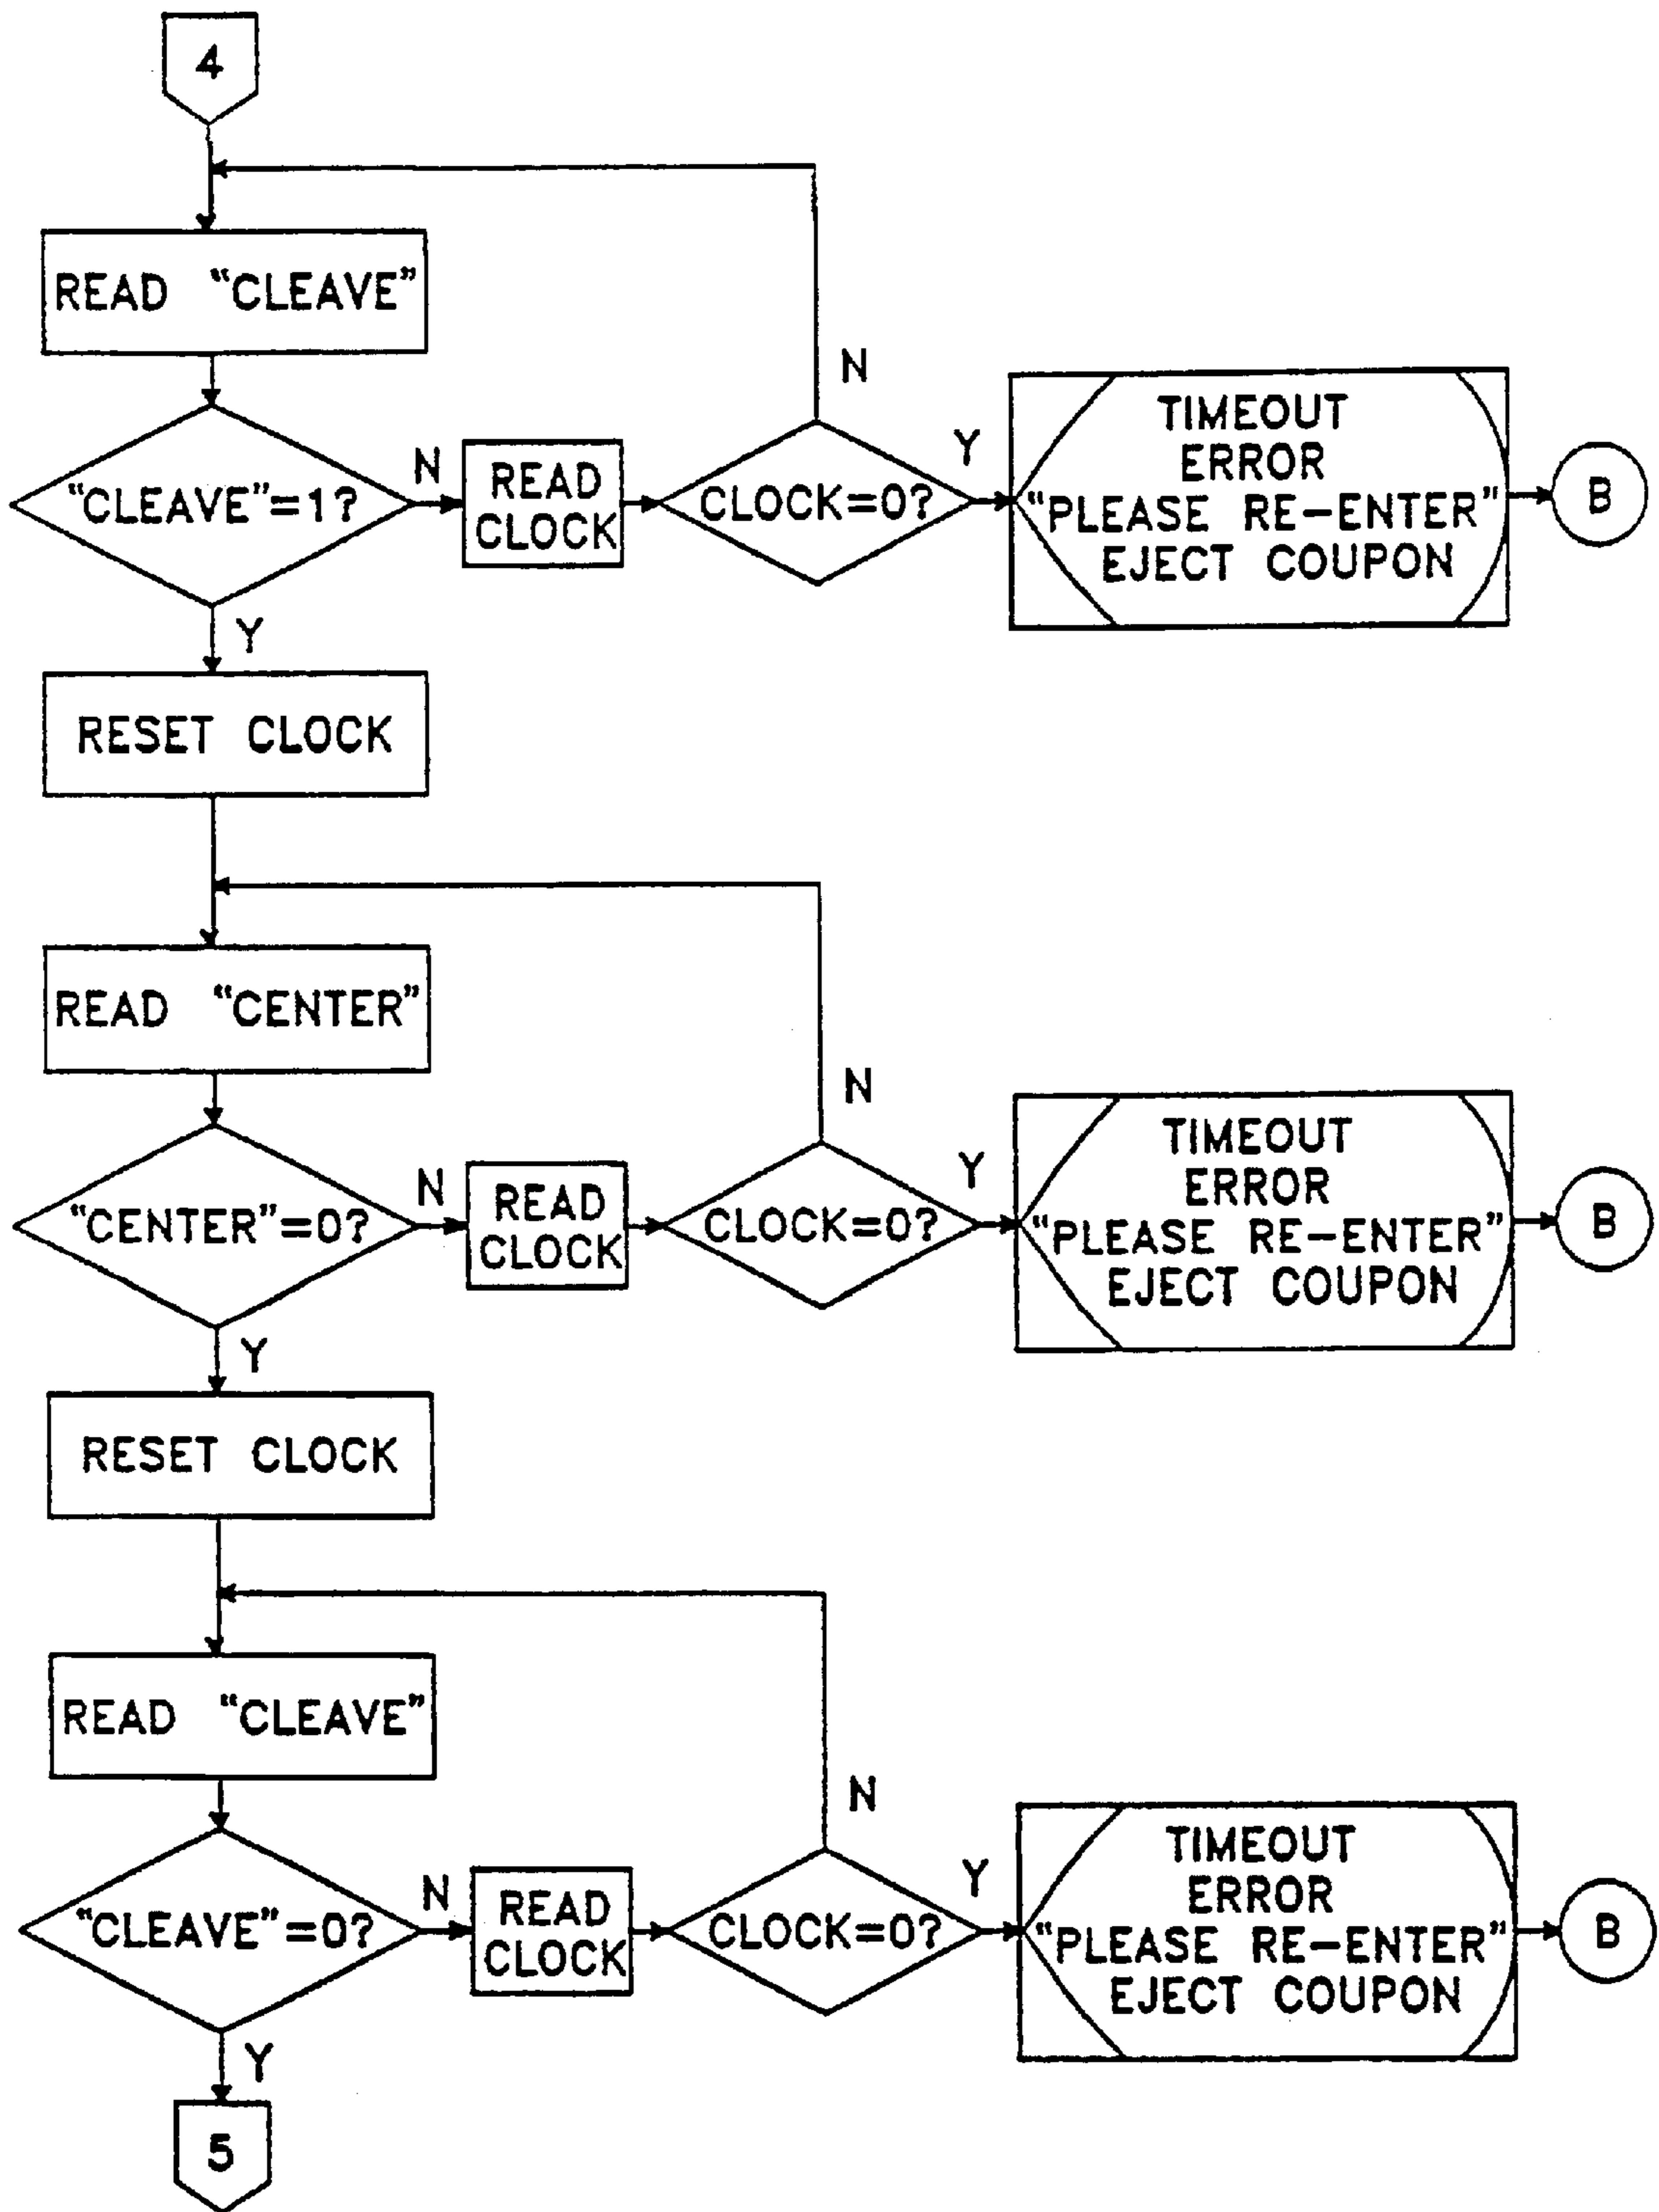 4
READ “CLEAVE”
“CLEAVE”=1?
N
READ
CLOCK
CLOCK=0?
N
Y
TIMEOUT
ERROR
“PLEASE RE-ENTER”
EJECT COUPON
B
Y
RESET CLOCK
READ “CENTER”
“CENTER”=0?
N
READ
CLOCK
CLOCK=0?
N
Y
TIMEOUT
ERROR
“PLEASE RE-ENTER”
EJECT COUPON
B
Y
RESET CLOCK
READ “CLEAVE”
“CLEAVE”=0?
N
READ
CLOCK
CLOCK=0?
N
Y
TIMEOUT
ERROR
“PLEASE RE-ENTER”
EJECT COUPON
B
Y
5